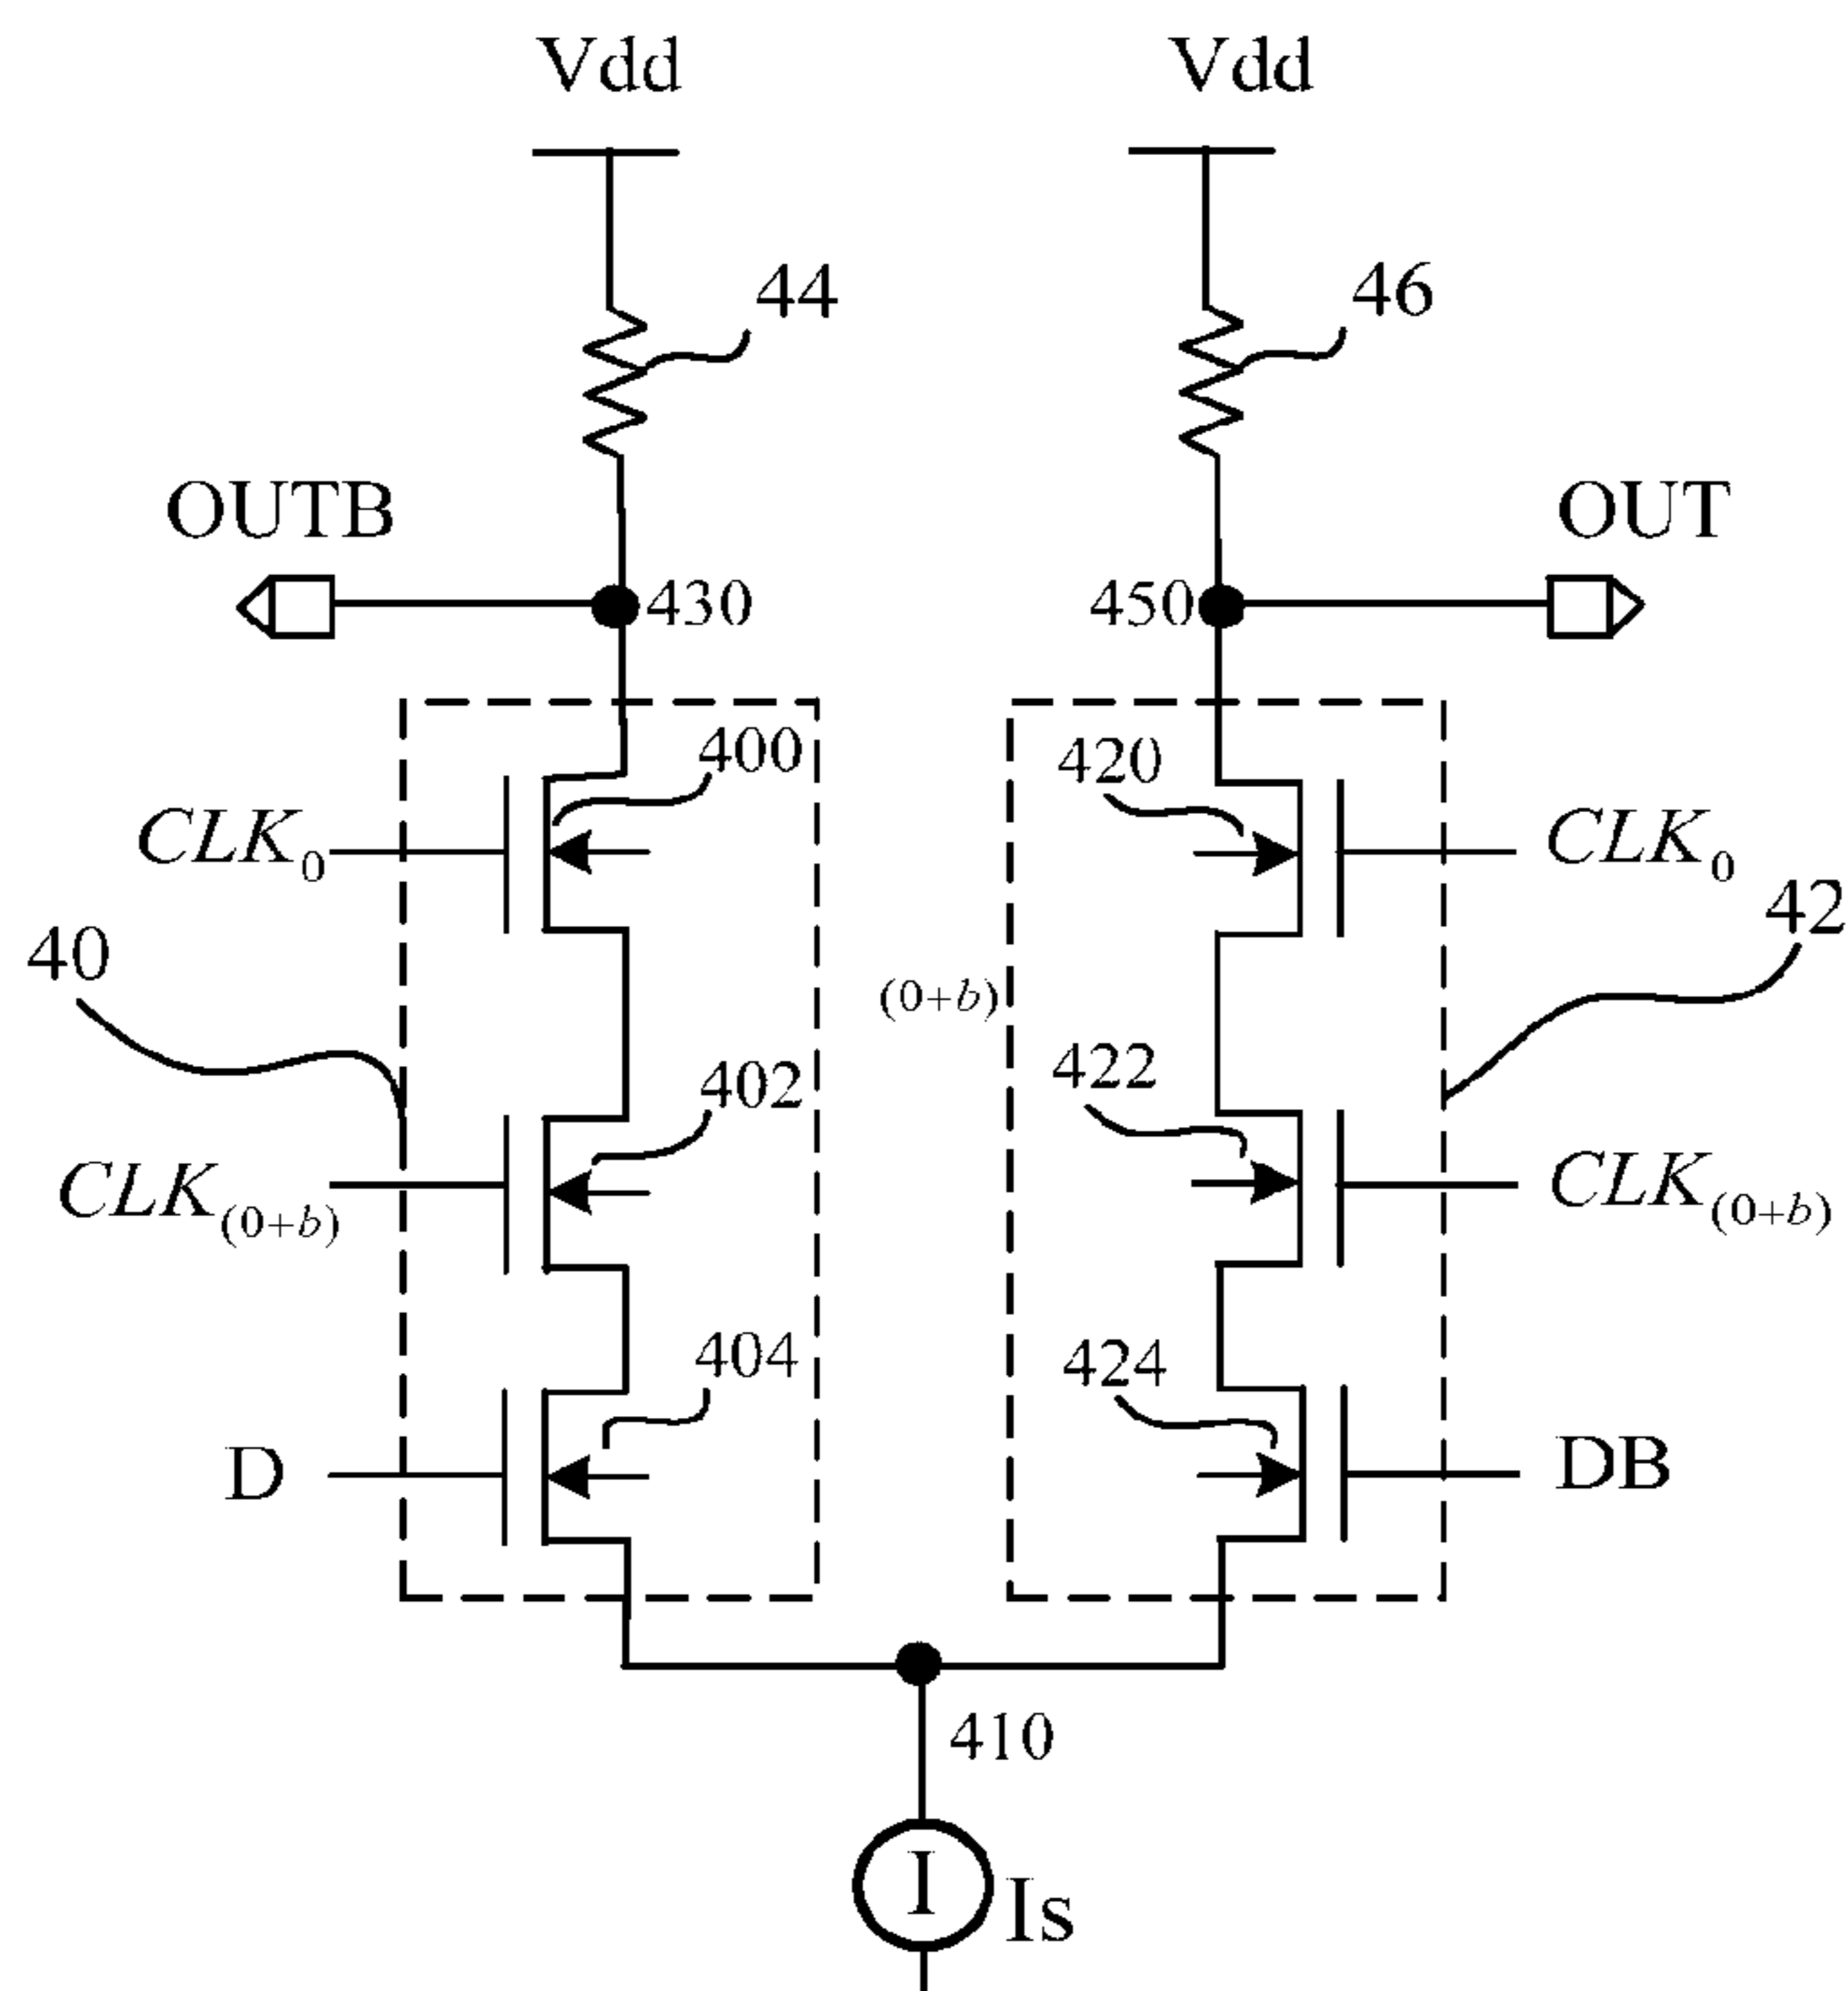 Vdd
Vdd
44
46
OUTB
OUT
430
450
400
420
CLK₀
CLK₀
40
42
(0+b)
402
422
CLK₍₀₊b₎
CLK₍₀₊b₎
404
424
D
DB
410
I
Is